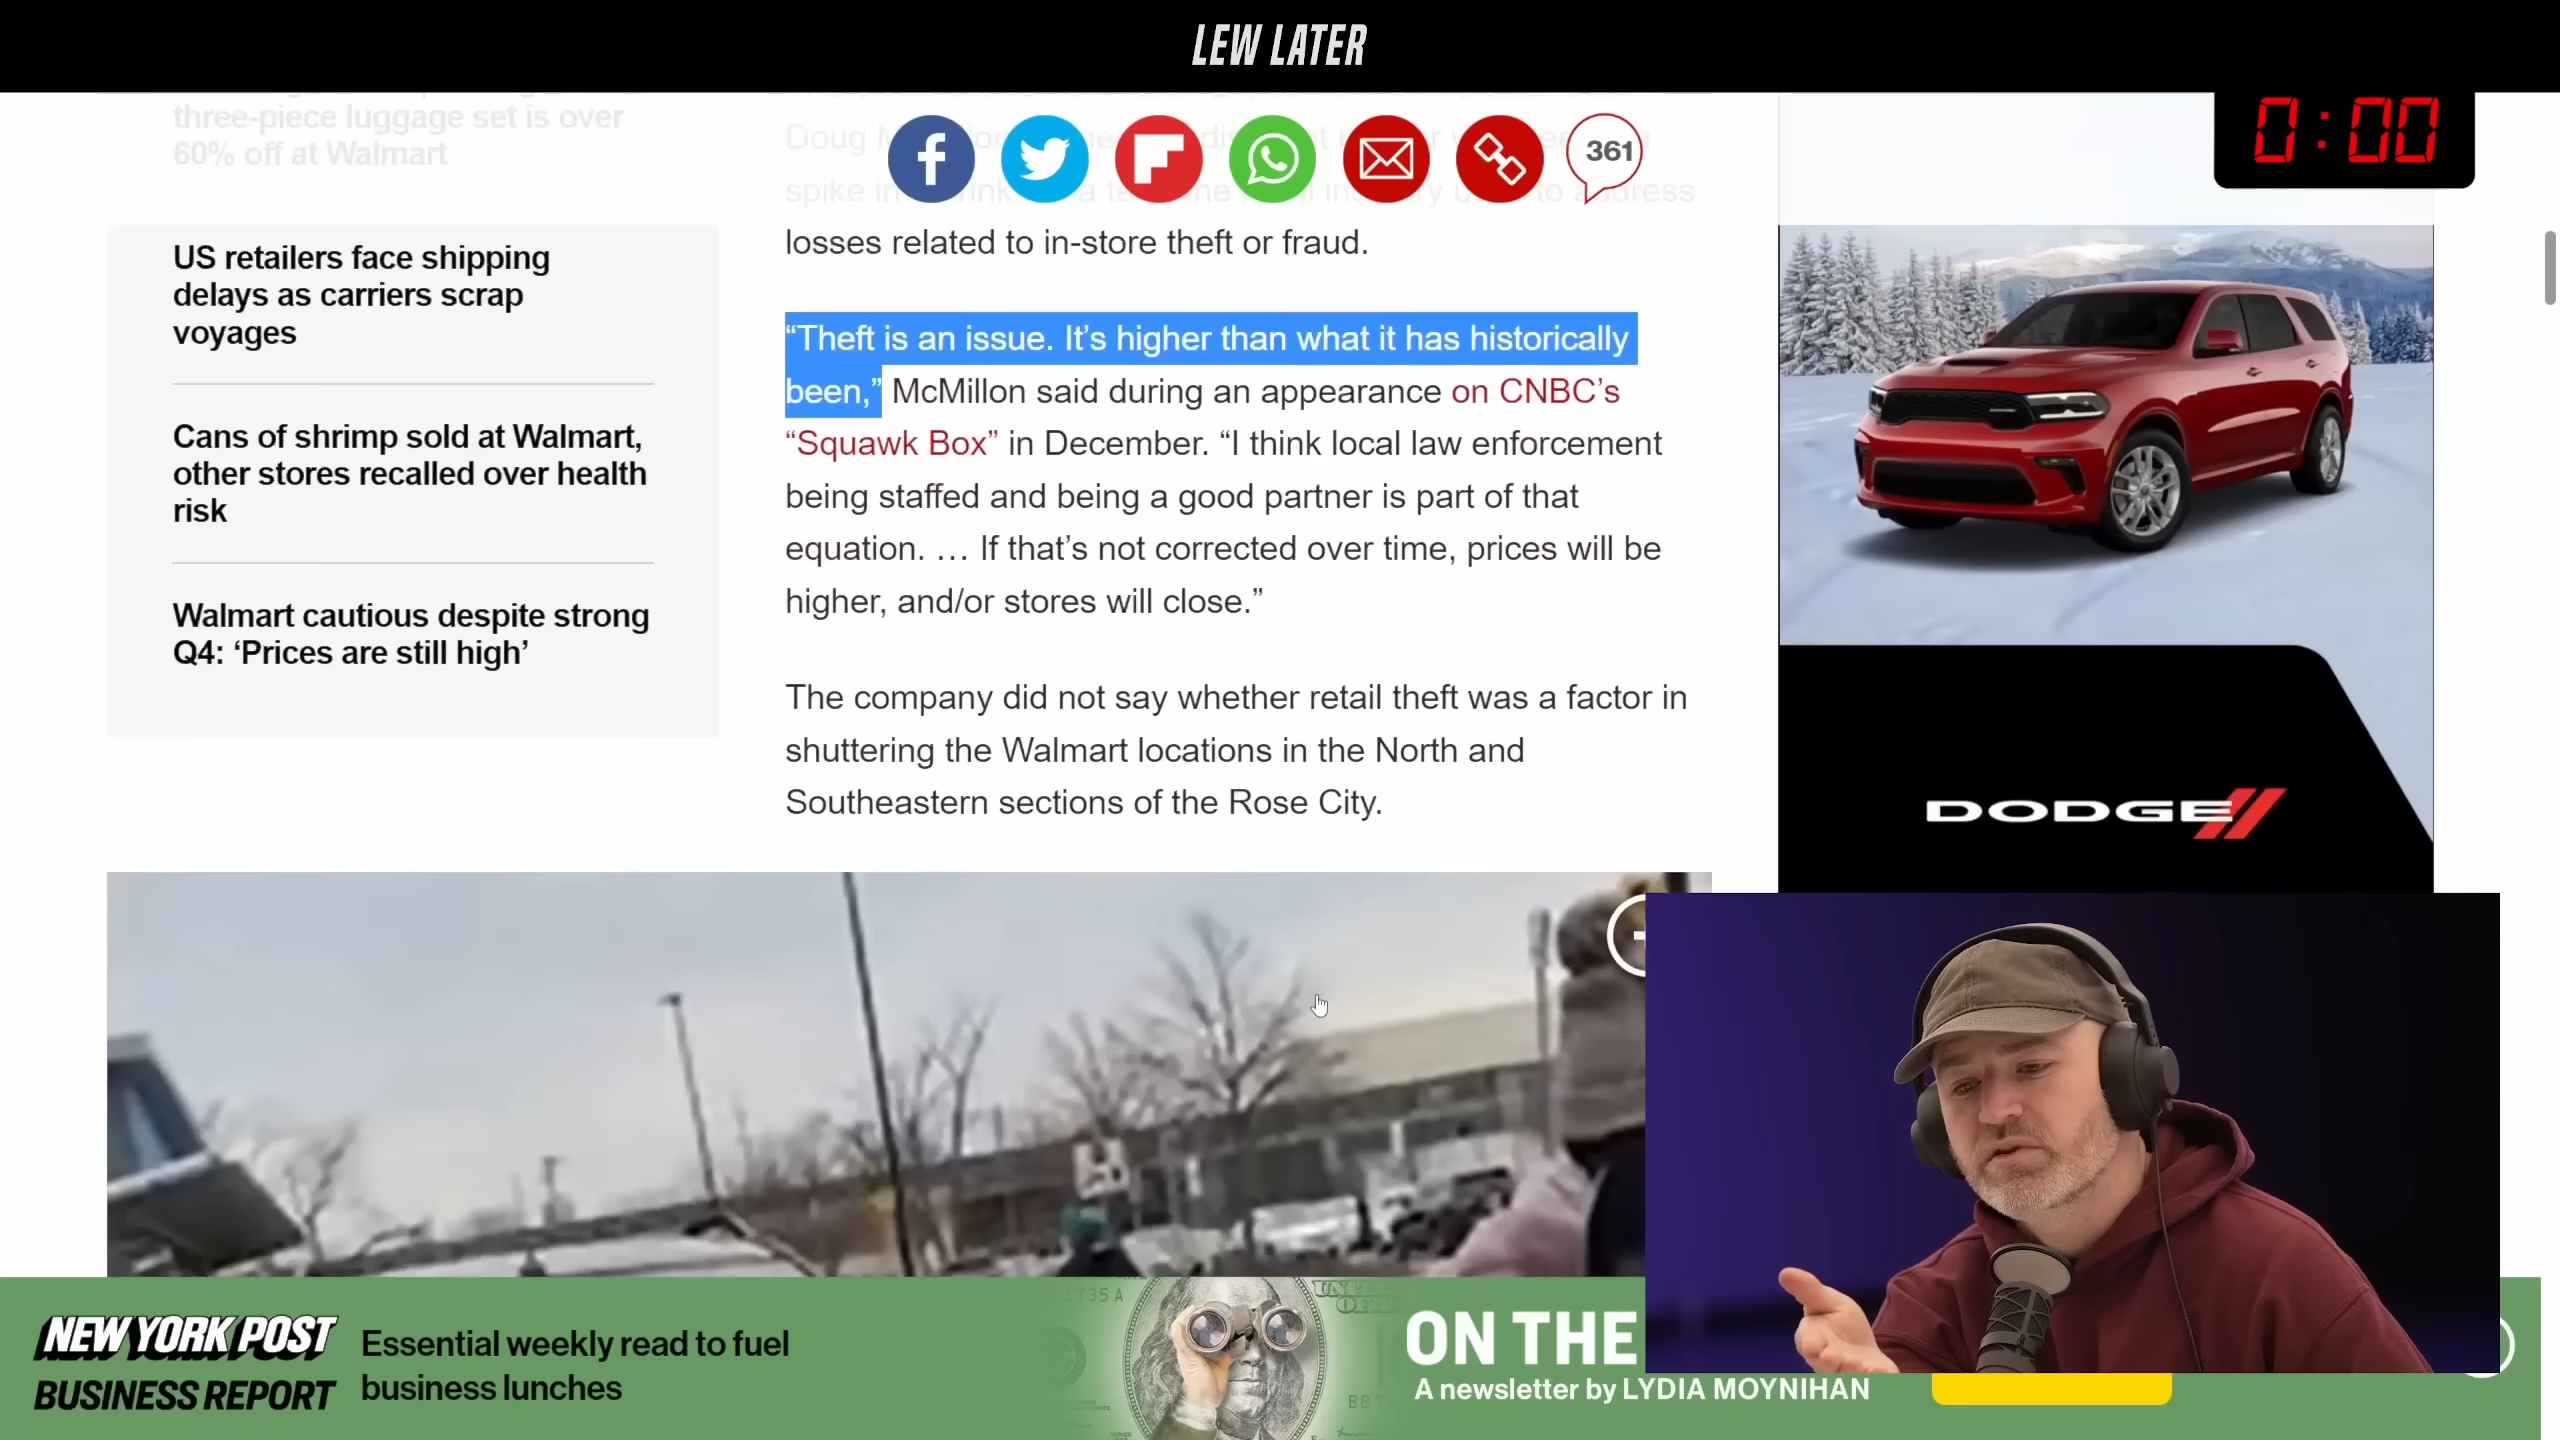 LEW LATER
0:00
three-piece luggage set is over
60% off at Walmart
US retailers face shipping
delays as carriers scrap
voyages
Cans of shrimp sold at Walmart,
other stores recalled over health
risk
Walmart cautious despite strong
Q4: ‘Prices are still high’
Doug
361
spike in
losses related to in-store theft or fraud.
“Theft is an issue. It’s higher than what it has historically
been,” McMillon said during an appearance on CNBC’s
“Squawk Box” in December. “I think local law enforcement
being staffed and being a good partner is part of that
equation. … If that’s not corrected over time, prices will be
higher, and/or stores will close.”
The company did not say whether retail theft was a factor in
shuttering the Walmart locations in the North and
Southeastern sections of the Rose City.
DODGE
NEW YORK POST
BUSINESS REPORT
Essential weekly read to fuel
business lunches
1735 A
ON THE
A newsletter by LYDIA MOYNIHAN